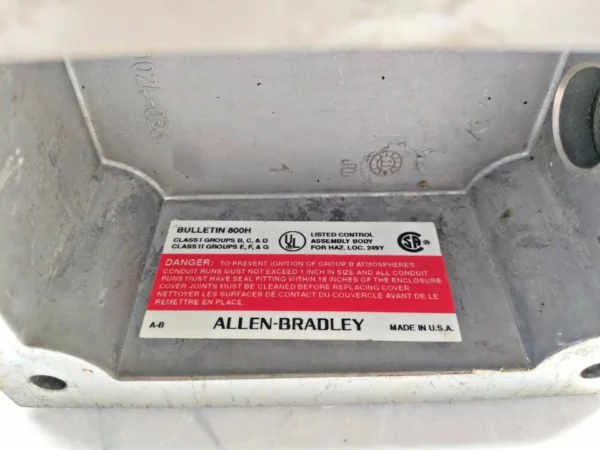 BULLETIN 800H
CLASS I GROUPS B, C, & D
CLASS II GROUPS E, F, & G
UL
LISTED CONTROL
ASSEMBLY BODY
FOR HAZ. LOC. 249Y
DANGER: TO PREVENT IGNITION OF GROUP B ATMOSPHERES
CONDUIT RUNS MUST NOT EXCEED 1 INCH IN SIZE AND ALL CONDUIT
RUNS MUST HAVE SEAL FITTING WITHIN 18 INCHES OF THE ENCLOSURE.
COVER JOINTS MUST BE CLEANED BEFORE REPLACING COVER.
NETTOYER LES SURFACES DE CONTACT DU COUVERCLE AVANT DE LE
REMETTRE EN PLACE.
A-B
ALLEN-BRADLEY
MADE IN U.S.A.